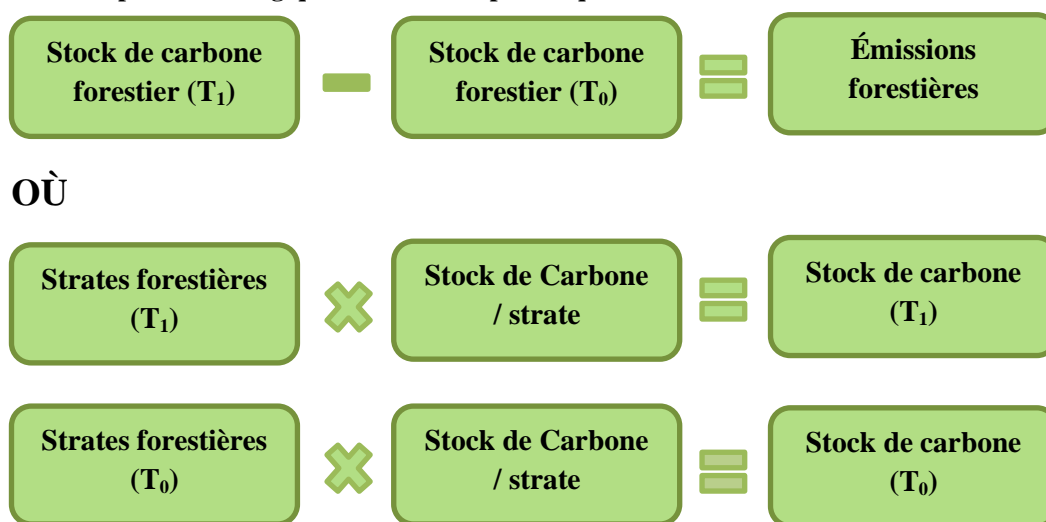 Stock de carbone forestier (T₁)
Stock de carbone forestier (T₀)
Émissions forestières
OÙ
Strates forestières (T₁)
Stock de Carbone / strate
Stock de carbone (T₁)
Strates forestières (T₀)
Stock de Carbone / strate
Stock de carbone (T₀)